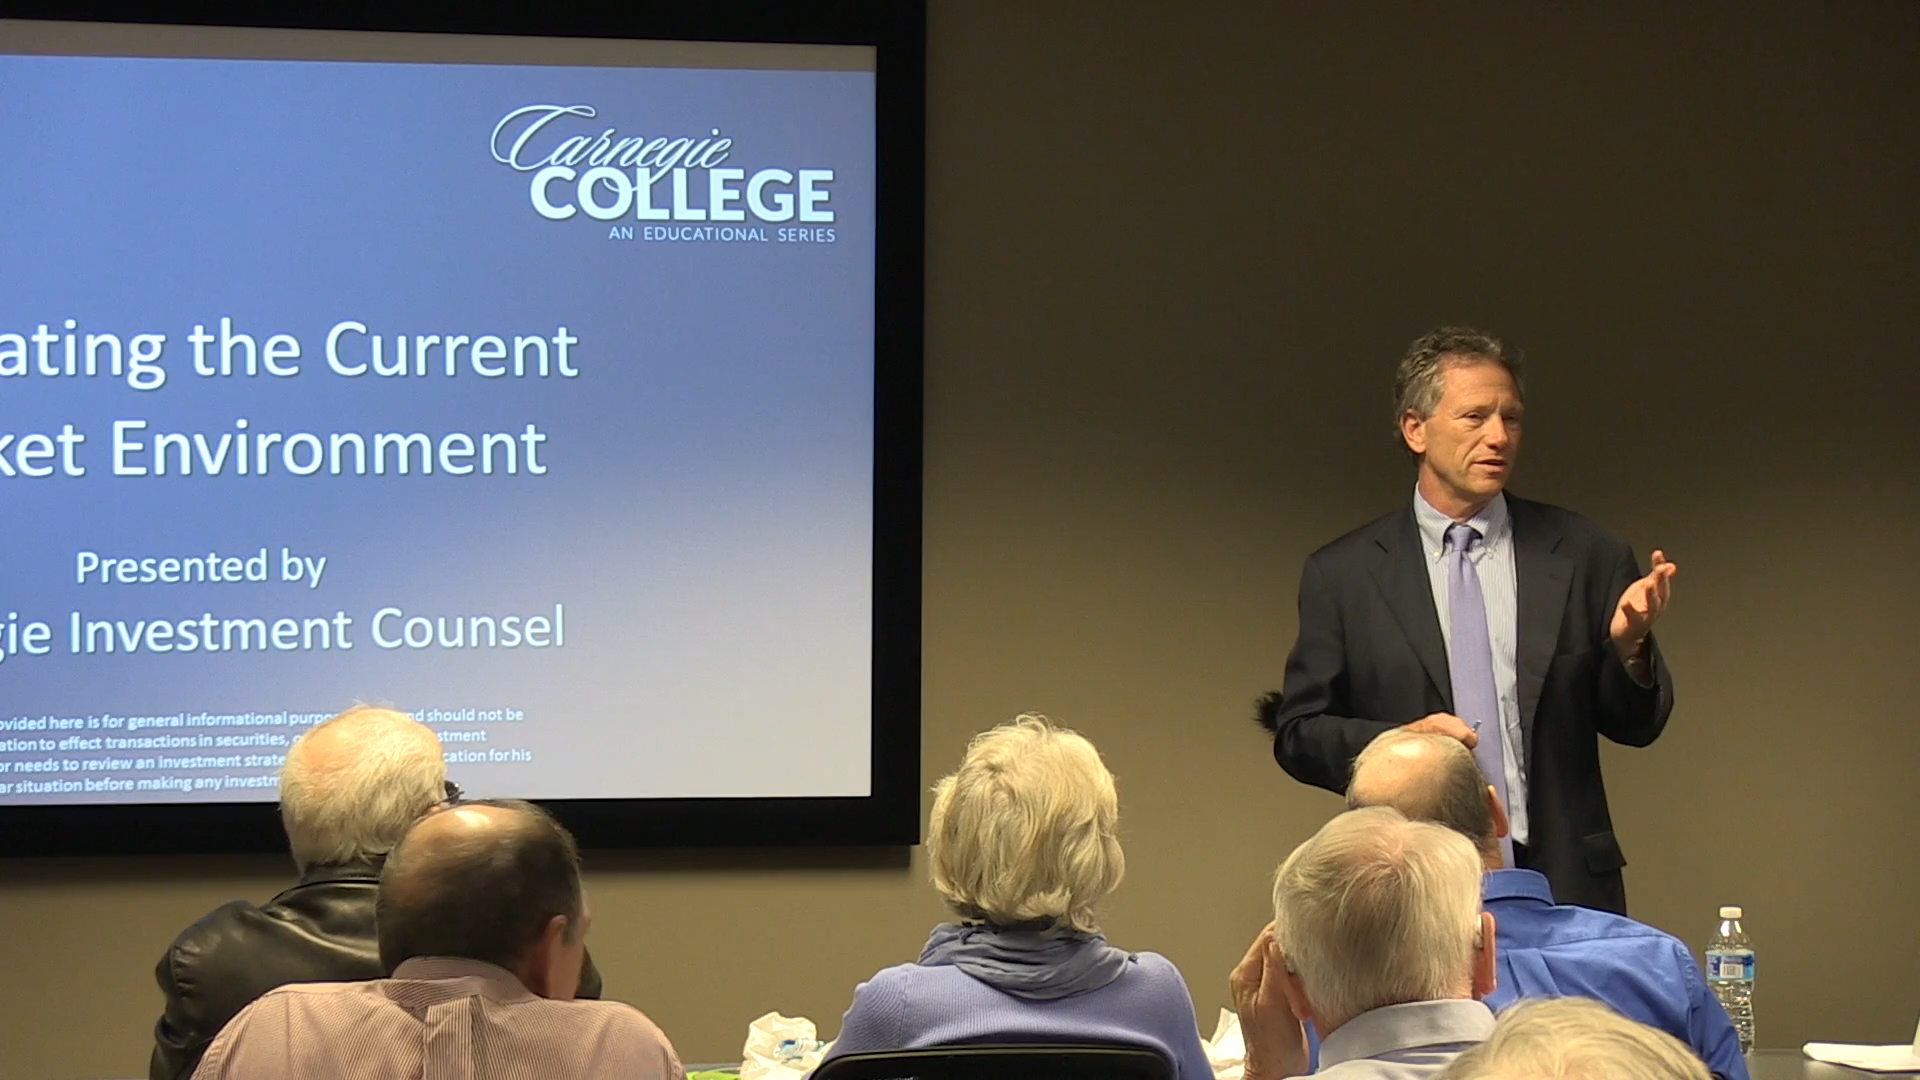 Carnegie
COLLEGE
AN EDUCATIONAL SERIES
ating the Current
ket Environment
Presented by
gie Investment Counsel
ovided here is for general informational purpo nd should not be
ation to effect transactions in securities, o stment
or needs to review an investment strate cation for his
ar situation before making any investm